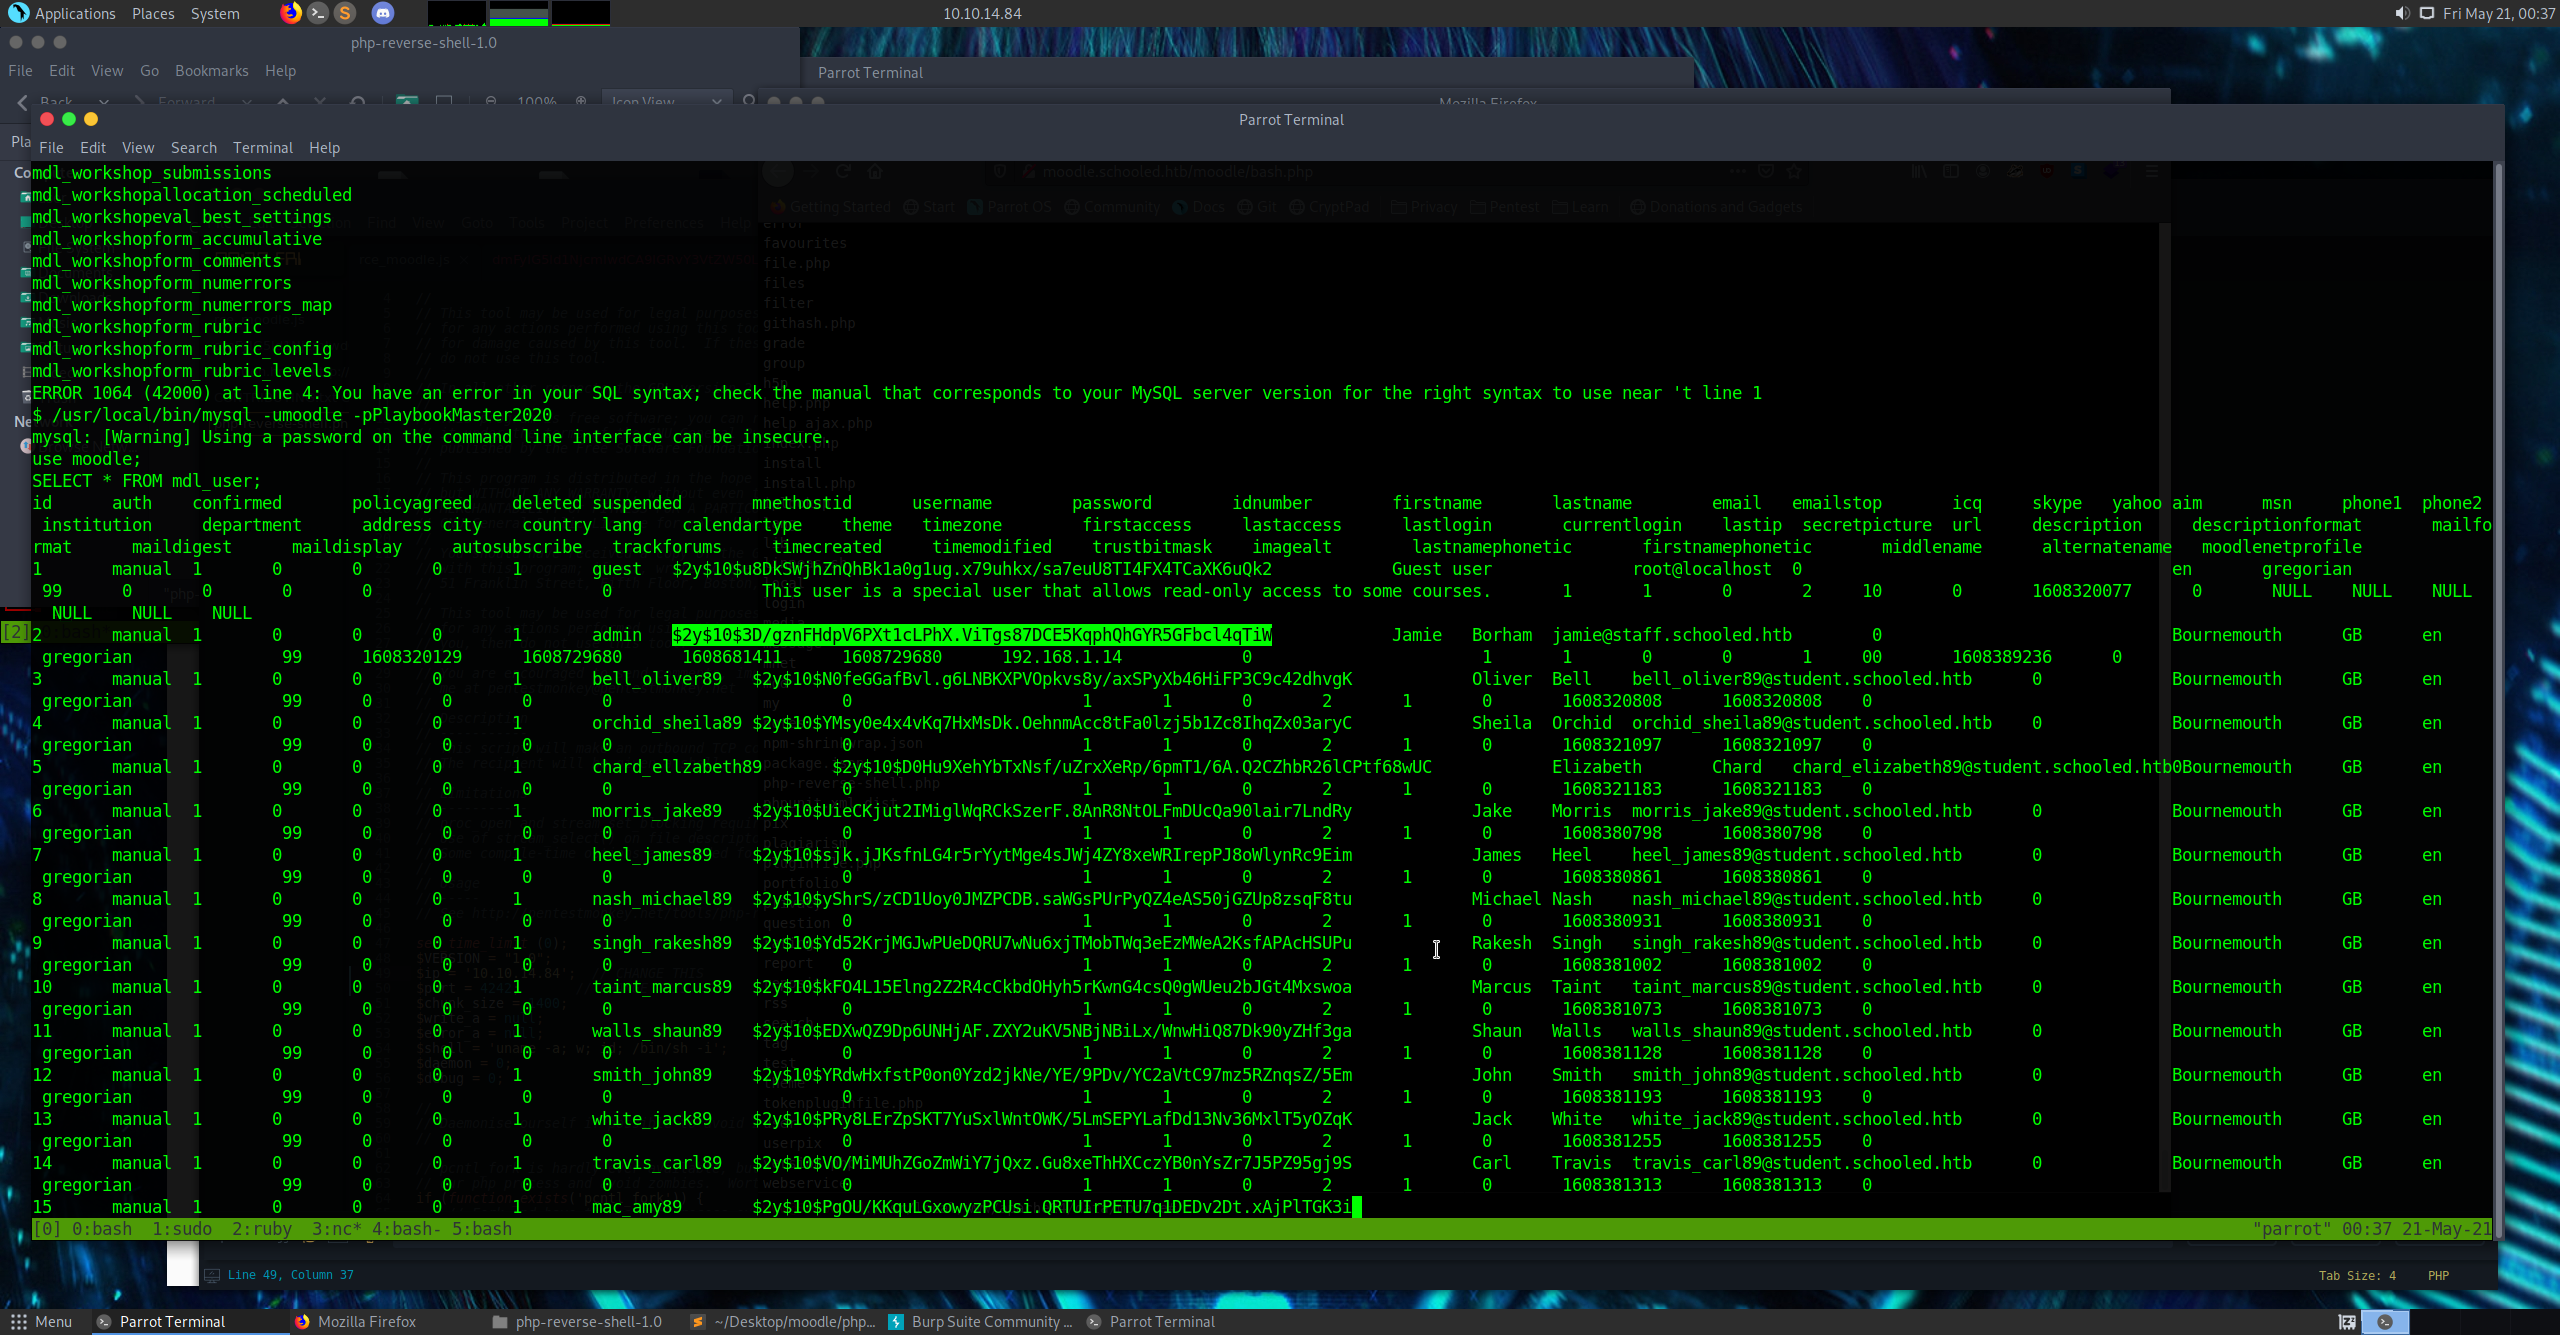 Applications Places System 10.10.14.84 Fri May 21, 00:37
php-reverse-shell-1.0
File Edit View Go Bookmarks Help
Parrot Terminal
Back Forward 100% Icon View
Mozilla Firefox
Parrot Terminal
File Edit View Search Terminal Help
mdl_workshop_submissions
mdl_workshopallocation_scheduled
mdl_workshopeval_best_settings
mdl_workshopform_accumulative
mdl_workshopform_comments
mdl_workshopform_numerrors
mdl_workshopform_numerrors_map
mdl_workshopform_rubric
mdl_workshopform_rubric_config
mdl_workshopform_rubric_levels
ERROR 1064 (42000) at line 4: You have an error in your SQL syntax; check the manual that corresponds to your MySQL server version for the right syntax to use near 't line 1
$ /usr/local/bin/mysql -umoodle -pPlaybookMaster2020
mysql: [Warning] Using a password on the command line interface can be insecure.
use moodle;
SELECT * FROM mdl_user;
id auth confirmed policyagreed deleted suspended mnethostid username password idnumber firstname lastname email emailstop icq skype yahoo aim msn phone1 phone2
institution department address city country lang calendartype theme timezone firstaccess lastaccess lastlogin currentlogin lastip secretpicture url description descriptionformat mailfo
rmat maildigest maildisplay autosubscribe trackforums timecreated timemodified trustbitmask imagealt lastnamephonetic firstnamephonetic middlename alternatename moodlenetprofile
1 manual 1 0 0 0 1 guest $2y$10$u8DkSWjhZnQhBk1a0g1ug.x79uhkx/sa7euU8TI4FX4TCaXK6uQk2 Guest user root@localhost 0 en gregorian
99 0 0 0 0 0 This user is a special user that allows read-only access to some courses. 1 1 0 2 10 0 1608320077 0 NULL NULL NULL
NULL NULL NULL
2 manual 1 0 0 0 1 admin $2y$10$3D/gznFHdpV6PXt1cLPhX.ViTgs87DCE5KqphQhGYR5GFbcl4qTiW Jamie Borham jamie@staff.schooled.htb 0 Bournemouth GB en
gregorian 99 1608320129 1608729680 1608681411 1608729680 192.168.1.14 0 1 1 0 0 1 00 1608389236 0
3 manual 1 0 0 0 1 bell_oliver89 $2y$10$N0feGGafBvl.g6LNBKXPVOpkvs8y/axSPyXb46HiFP3C9c42dhvgK Oliver Bell bell_oliver89@student.schooled.htb 0 Bournemouth GB en
gregorian 99 0 0 0 0 1 1 0 2 1 0 1608320808 1608320808 0
4 manual 1 0 0 0 1 orchid_sheila89 $2y$10$YMsy0e4x4vKq7HxMsDk.OehnmAcc8tFa0lzj5b1Zc8IhqZx03aryC Sheila Orchid orchid_sheila89@student.schooled.htb 0 Bournemouth GB en
gregorian 99 0 0 0 0 1 1 0 2 1 0 1608321097 1608321097 0
5 manual 1 0 0 0 1 chard_ellzabeth89 $2y$10$D0Hu9XehYbTxNsf/uZrxXeRp/6pmT1/6A.Q2CZhbR26lCPtf68wUC Elizabeth Chard chard_elizabeth89@student.schooled.htb0Bournemouth GB en
gregorian 99 0 0 0 0 1 1 0 2 1 0 1608321183 1608321183 0
6 manual 1 0 0 0 1 morris_jake89 $2y$10$UieCKjut2IMiglWqRCkSzerF.8AnR8NtOLFmDUcQa90lair7LndRy Jake Morris morris_jake89@student.schooled.htb 0 Bournemouth GB en
gregorian 99 0 0 0 0 1 1 0 2 1 0 1608380798 1608380798 0
7 manual 1 0 0 0 1 heel_james89 $2y$10$sjk.jJKsfnLG4r5rYytMge4sJWj4ZY8xeWRIrepPJ8oWlynRc9Eim James Heel heel_james89@student.schooled.htb 0 Bournemouth GB en
gregorian 99 0 0 0 0 1 1 0 2 1 0 1608380861 1608380861 0
8 manual 1 0 0 0 1 nash_michael89 $2y$10$yShrS/zCD1Uoy0JMZPCDB.saWGsPUrPyQZ4eAS50jGZUp8zsqF8tu Michael Nash nash_michael89@student.schooled.htb 0 Bournemouth GB en
gregorian 99 0 0 0 0 1 1 0 2 1 0 1608380931 1608380931 0
9 manual 1 0 0 0 1 singh_rakesh89 $2y$10$Yd52KrjMGJwPUeDQRU7wNu6xjTMobTWq3eEzMWeA2KsfAPAcHSUPu Rakesh Singh singh_rakesh89@student.schooled.htb 0 Bournemouth GB en
gregorian 99 0 0 0 0 1 1 0 2 1 0 1608381002 1608381002 0
10 manual 1 0 0 0 1 taint_marcus89 $2y$10$kFO4L15Elng2Z2R4cCkbdOHyh5rKwnG4csQ0gWUeu2bJGt4Mxswoa Marcus Taint taint_marcus89@student.schooled.htb 0 Bournemouth GB en
gregorian 99 0 0 0 0 1 1 0 2 1 0 1608381073 1608381073 0
11 manual 1 0 0 0 1 walls_shaun89 $2y$10$EDXwQZ9Dp6UNHjAF.ZXY2uKV5NBjNBiLx/WnwHiQ87Dk90yZHf3ga Shaun Walls walls_shaun89@student.schooled.htb 0 Bournemouth GB en
gregorian 99 0 0 0 0 1 1 0 2 1 0 1608381128 1608381128 0
12 manual 1 0 0 0 1 smith_john89 $2y$10$YRdwHxfstP0on0Yzd2jkNe/YE/9PDv/YC2aVtC97mz5RZnqsZ/5Em John Smith smith_john89@student.schooled.htb 0 Bournemouth GB en
gregorian 99 0 0 0 0 1 1 0 2 1 0 1608381193 1608381193 0
13 manual 1 0 0 0 1 white_jack89 $2y$10$PRy8LErZpSKT7YuSxlWntOWK/5LmSEPYLafDd13Nv36MxlT5yOZqK Jack White white_jack89@student.schooled.htb 0 Bournemouth GB en
gregorian 99 0 0 0 0 1 1 0 2 1 0 1608381255 1608381255 0
14 manual 1 0 0 0 1 travis_carl89 $2y$10$VO/MiMUhZGoZmWiY7jQxz.Gu8xeThHXCczYB0nYsZr7J5PZ95gj9S Carl Travis travis_carl89@student.schooled.htb 0 Bournemouth GB en
gregorian 99 0 0 0 0 1 1 0 2 1 0 1608381313 1608381313 0
15 manual 1 0 0 0 1 mac_amy89 $2y$10$PgOU/KKquLGxowyzPCUsi.QRTUIrPETU7q1DEDv2Dt.xAjPlTGK3i
[0] 0:bash 1:sudo 2:ruby 3:nc* 4:bash- 5:bash "parrot" 00:37 21-May-21
Line 49, Column 37 Tab Size: 4 PHP
Menu Parrot Terminal Mozilla Firefox php-reverse-shell-1.0 ~/Desktop/moodle/php... Burp Suite Community ... Parrot Terminal